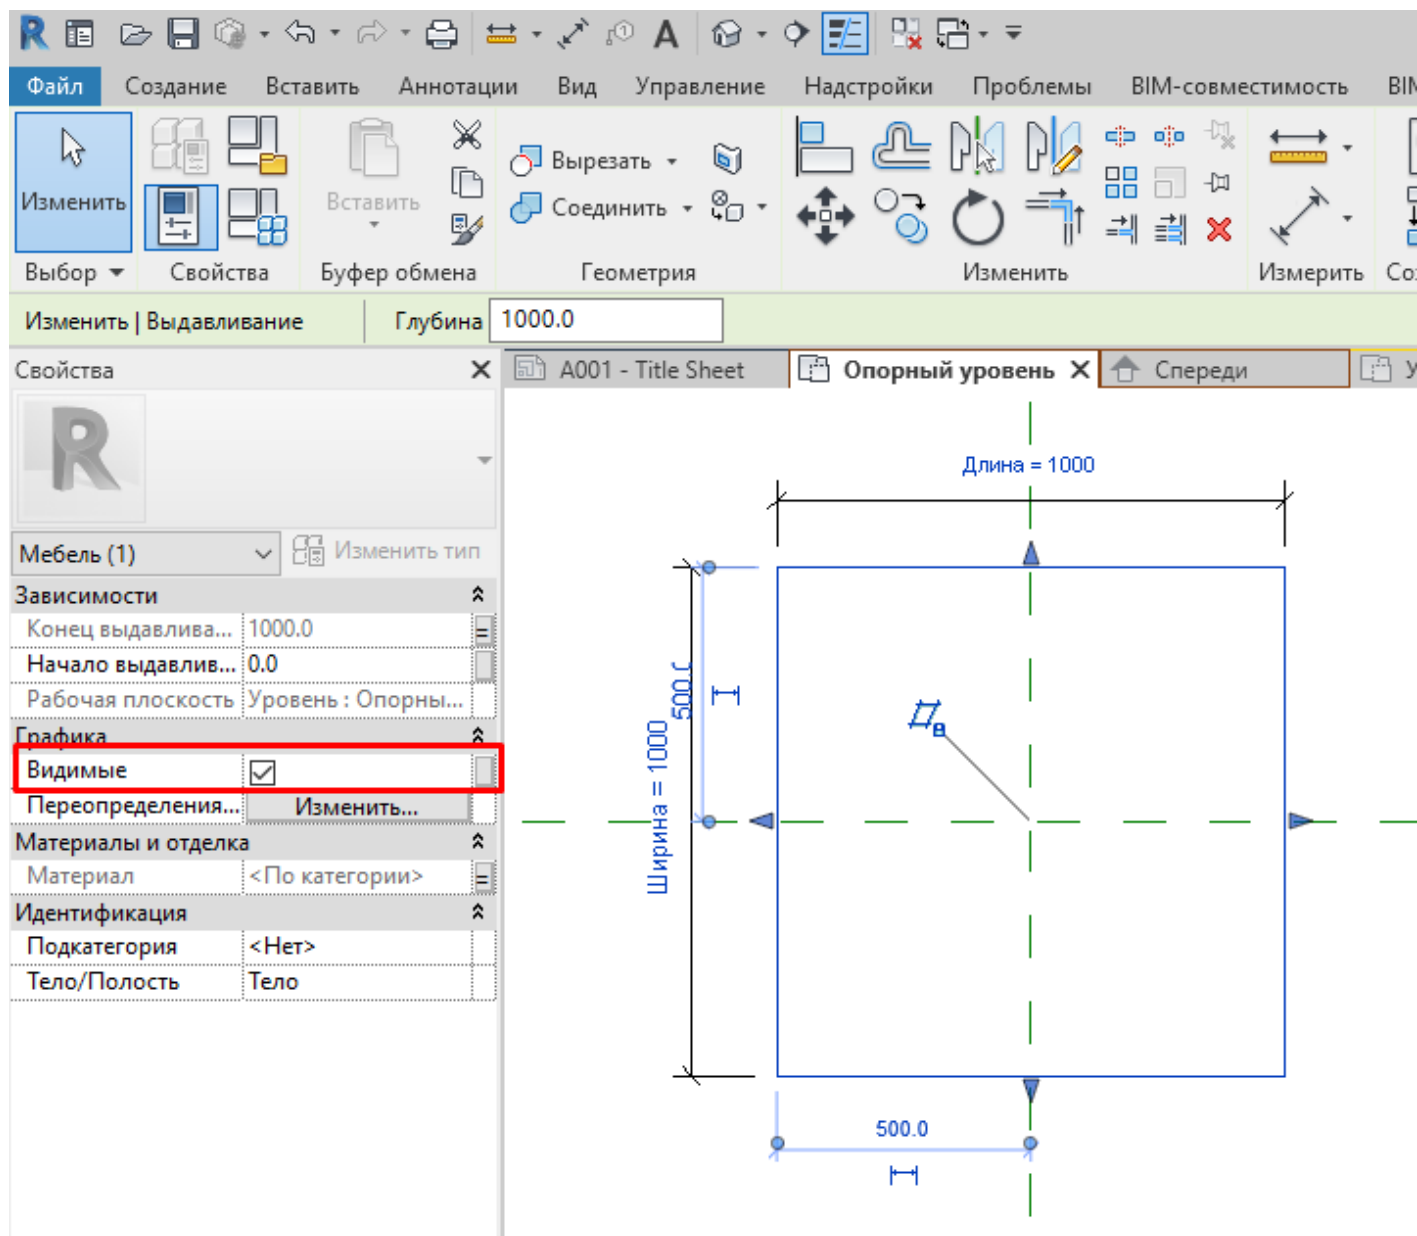 Файл Создание Вставить Аннотации Вид Управление Надстройки Проблемы BIM-совместимость BIM
Изменить
Вставить
Вырезать
Соединить
Выбор Свойства Буфер обмена Геометрия Изменить Измерить Соз
Изменить | Выдавливание Глубина 1000.0
Свойства
A001 - Title Sheet Опорный уровень Спереди У
Мебель (1) Изменить тип
Зависимости
Конец выдавлива... 1000.0 =
Начало выдавлив... 0.0
Рабочая плоскость Уровень : Опорны...
Графика
Видимые
Переопределения... Изменить...
Материалы и отделка
Материал <По категории> =
Идентификация
Подкатегория <Нет>
Тело/Полость Тело
Длина = 1000
500.0
Ширина = 1000
500.0